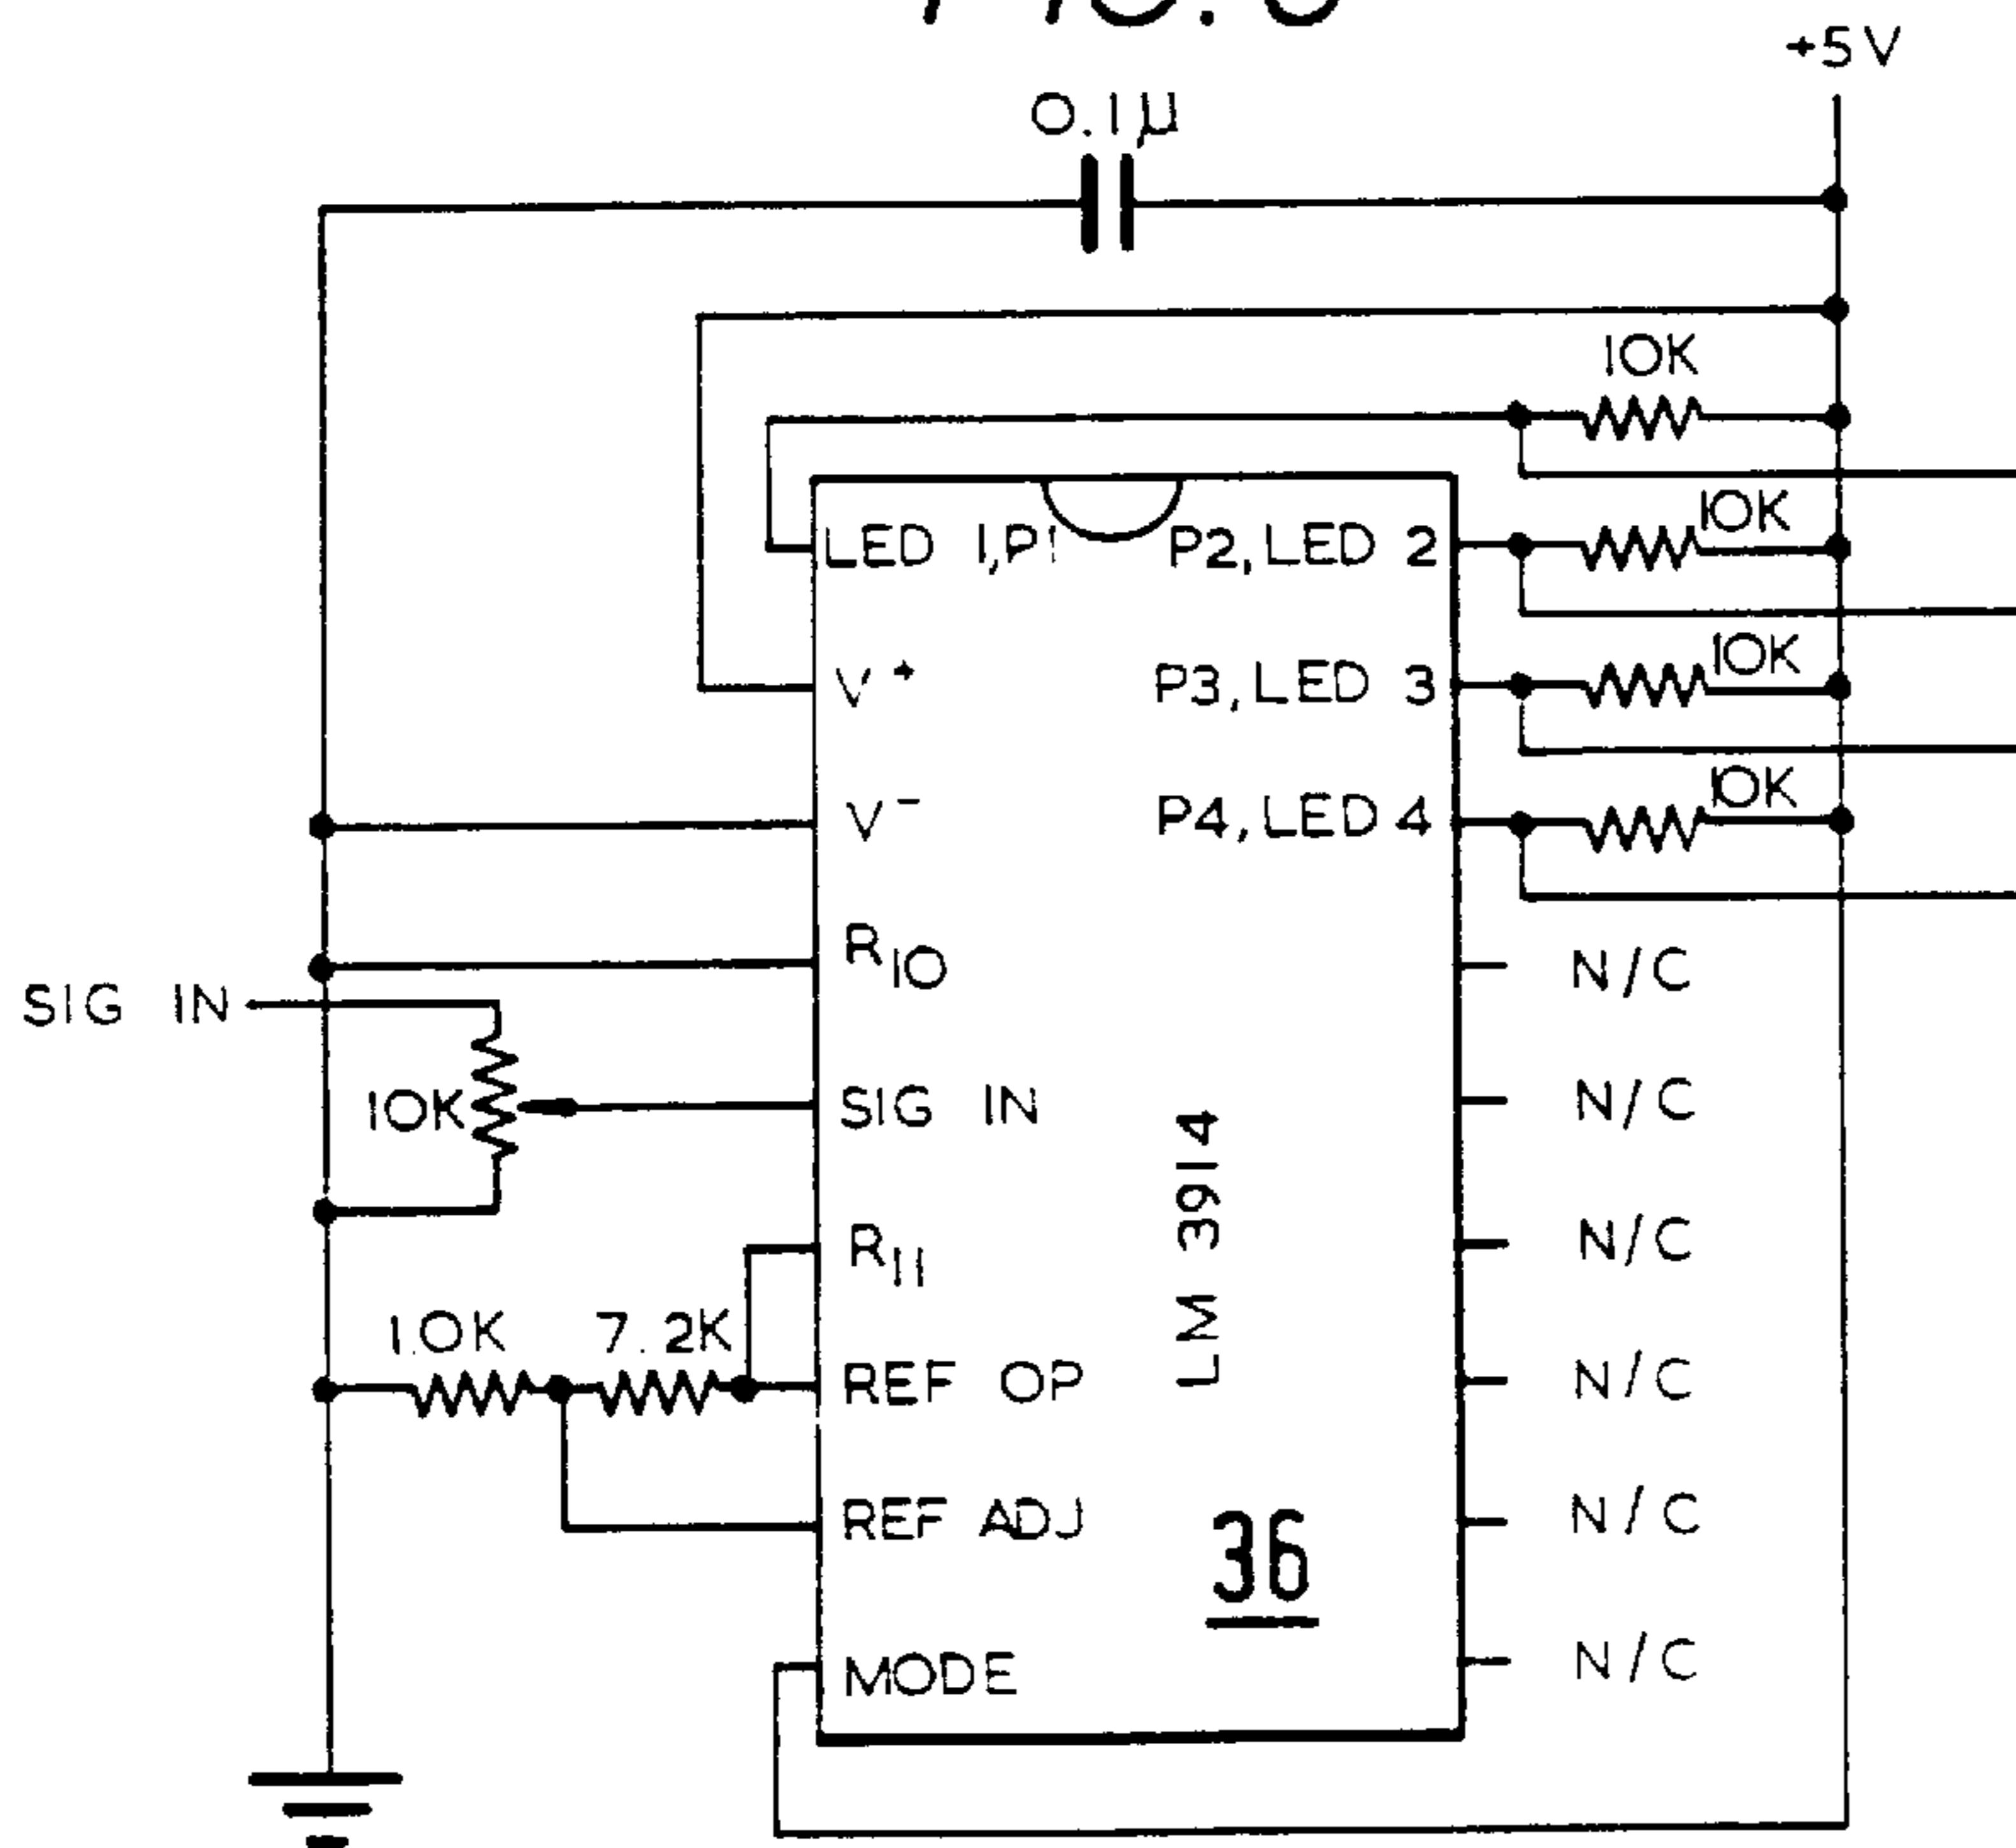 +5V
0.1µ
10K
LED 1,P1
P2,LED 2
10K
V+
P3,LED 3
10K
V-
P4,LED 4
10K
R10
N/C
SIG IN
10K
SIG IN
N/C
R11
N/C
1.0K
7.2K
REF OP
LM 3914
N/C
REF ADJ
36
N/C
MODE
N/C